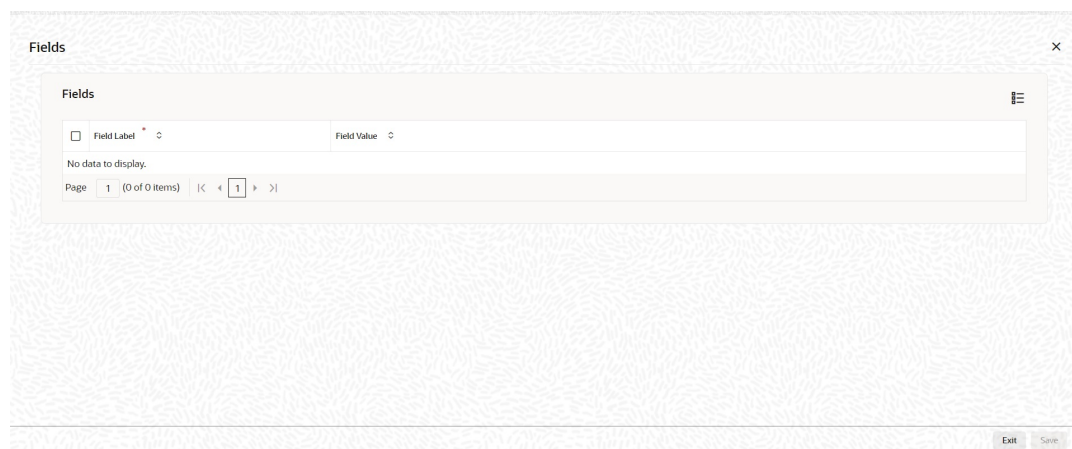 Fields
Fields
Field Label * Field Value
No data to display.
Page 1 (0 of 0 items) 1
Exit Save